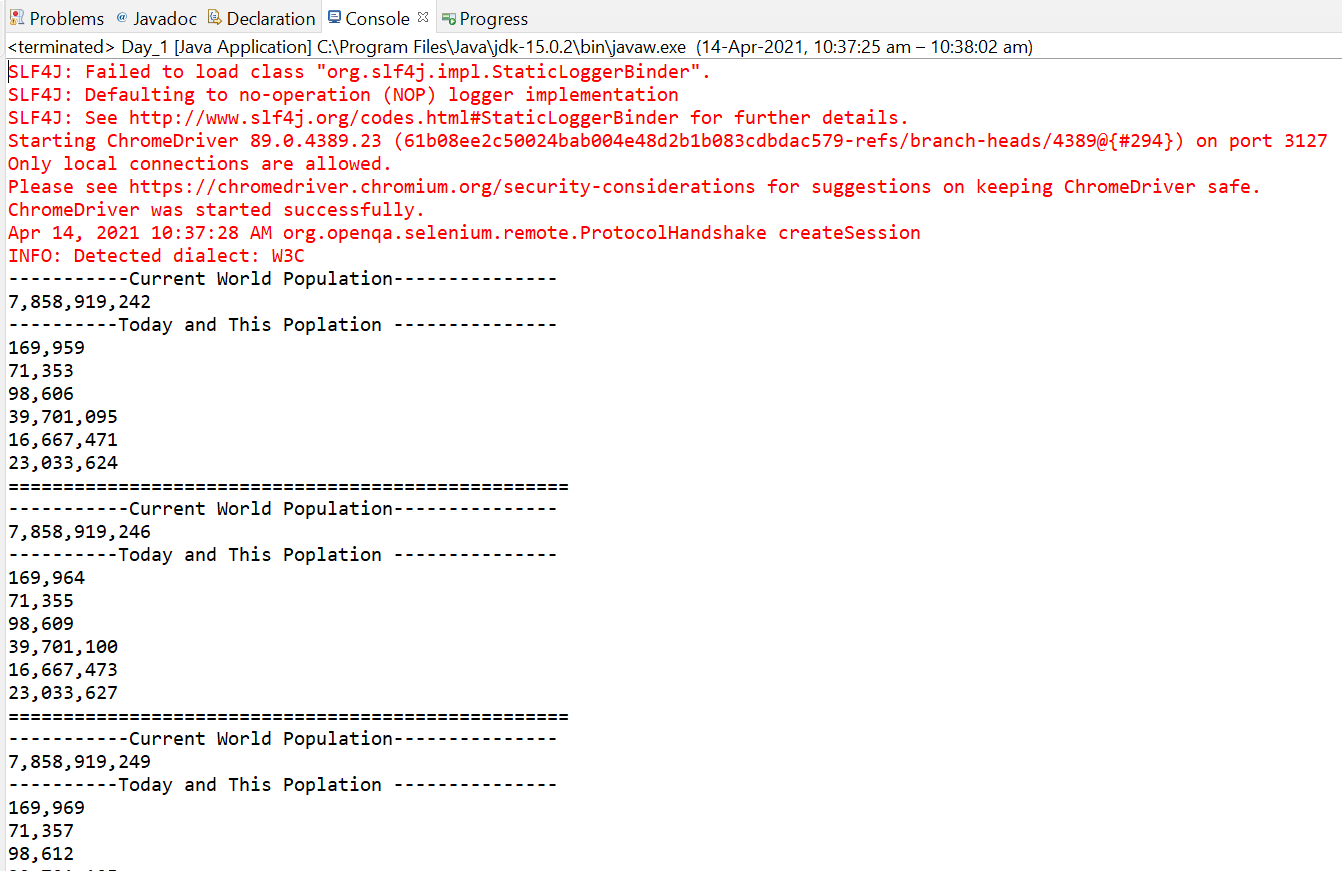 Problems @ Javadoc Declaration Console Progress
<terminated> Day_1 [Java Application] C:\Program Files\Java\jdk-15.0.2\bin\javaw.exe (14-Apr-2021, 10:37:25 am – 10:38:02 am)
SLF4J: Failed to load class "org.slf4j.impl.StaticLoggerBinder".
SLF4J: Defaulting to no-operation (NOP) logger implementation
SLF4J: See http://www.slf4j.org/codes.html#StaticLoggerBinder for further details.
Starting ChromeDriver 89.0.4389.23 (61b08ee2c50024bab004e48d2b1b083cdbdac579-refs/branch-heads/4389@{#294}) on port 3127
Only local connections are allowed.
Please see https://chromedriver.chromium.org/security-considerations for suggestions on keeping ChromeDriver safe.
ChromeDriver was started successfully.
Apr 14, 2021 10:37:28 AM org.openqa.selenium.remote.ProtocolHandshake createSession
INFO: Detected dialect: W3C
-----------Current World Population---------------
7,858,919,242
----------Today and This Poplation ---------------
169,959
71,353
98,606
39,701,095
16,667,471
23,033,624
===================================================
-----------Current World Population---------------
7,858,919,246
----------Today and This Poplation ---------------
169,964
71,355
98,609
39,701,100
16,667,473
23,033,627
===================================================
-----------Current World Population---------------
7,858,919,249
----------Today and This Poplation ---------------
169,969
71,357
98,612